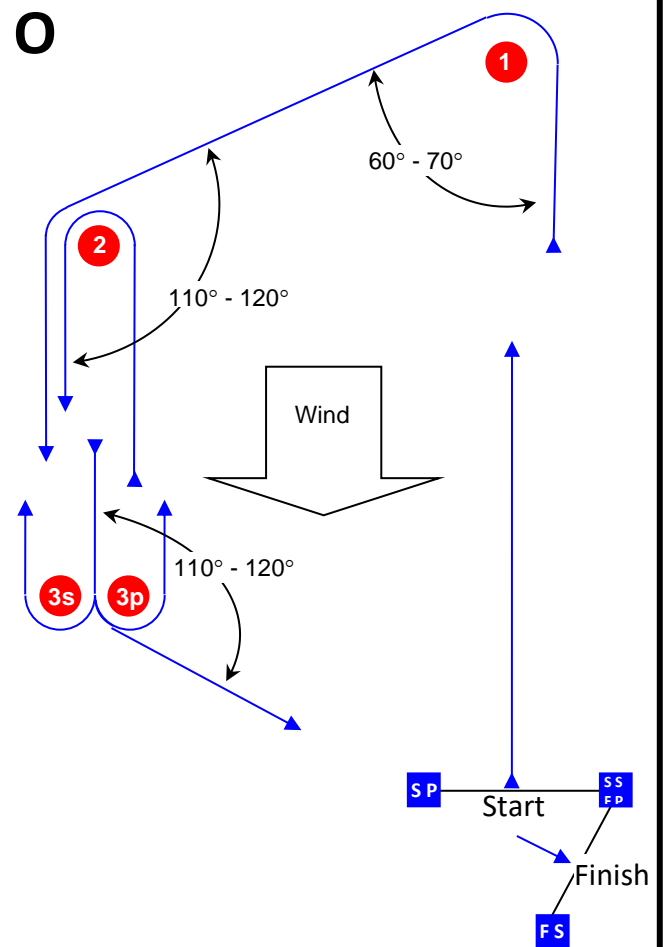 O
1
60° - 70°
2
110° - 120°
Wind
110° - 120°
3s
3p
S P
S S
F P
Start
Finish
F S